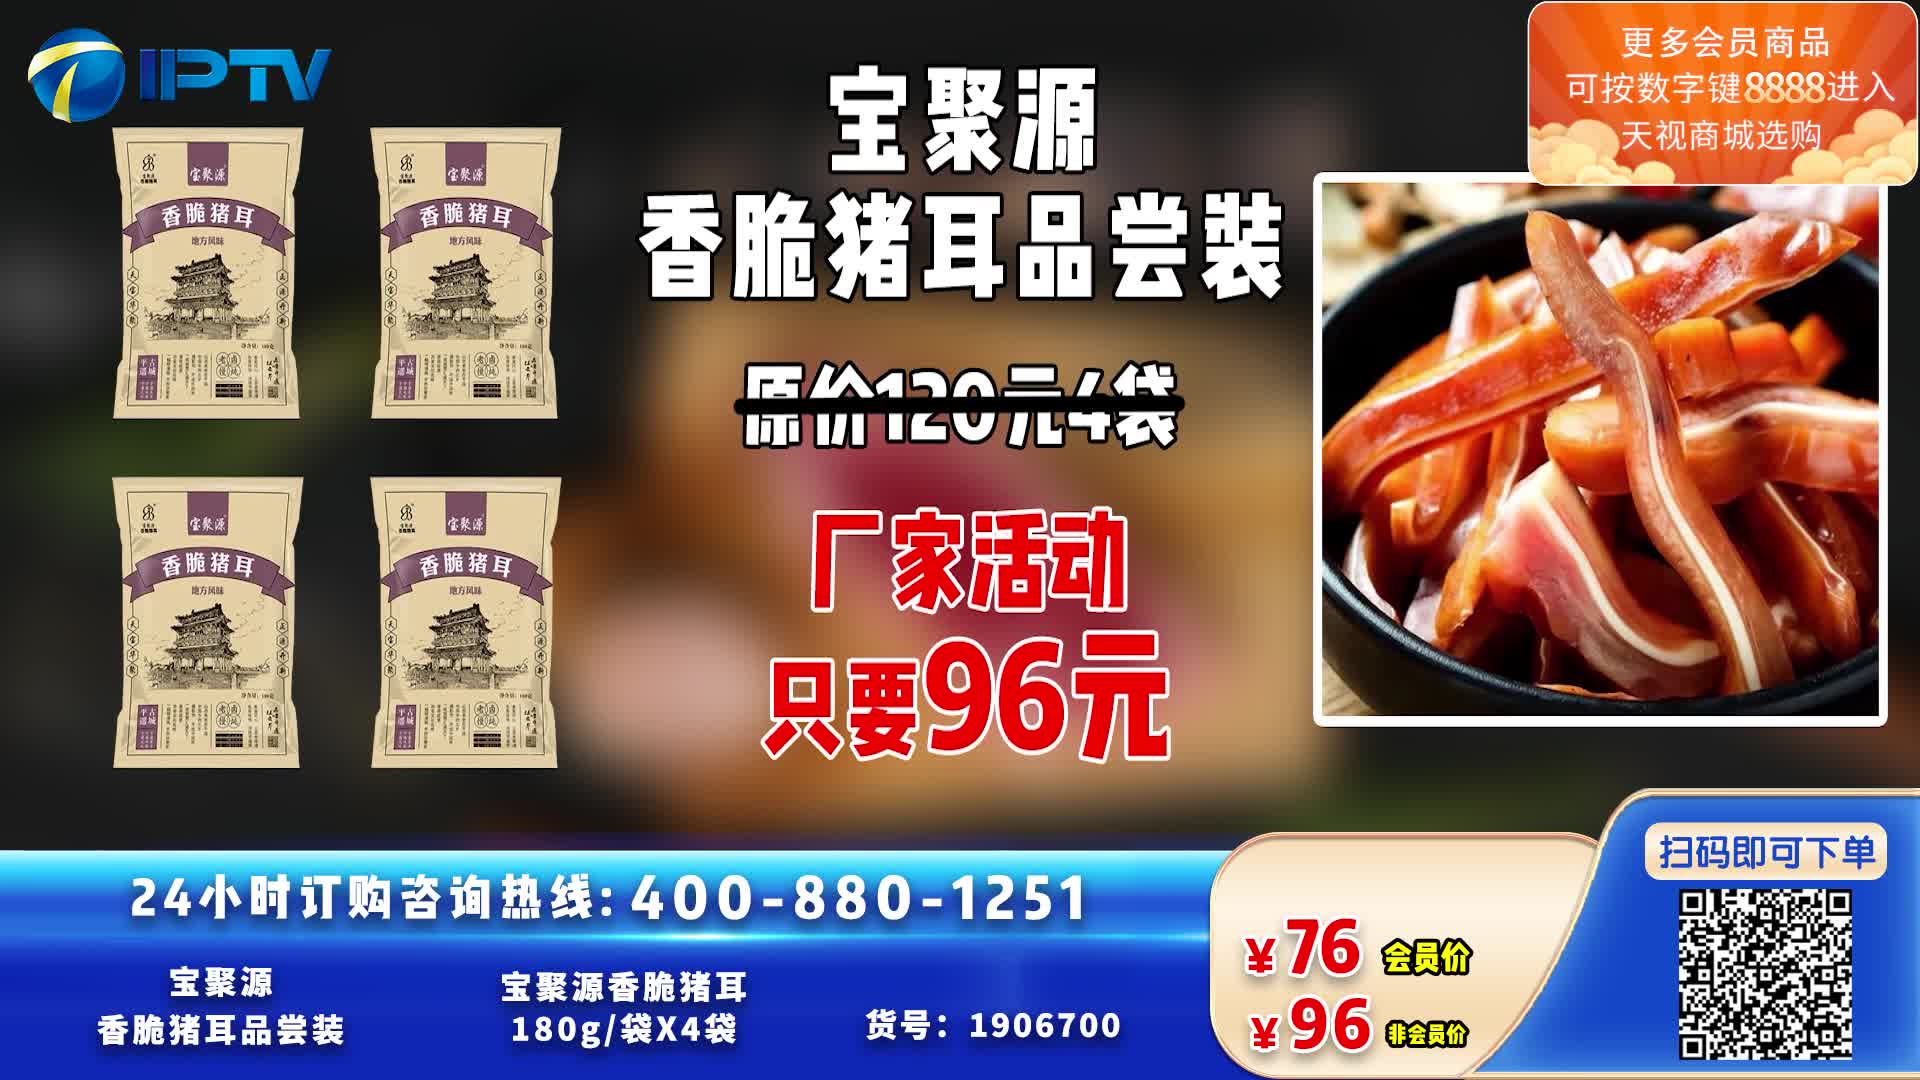 IPTV
更多会员商品
可按数字键8888进入
天视商城选购
宝聚源
香脆猪耳品尝装
原价120元4袋
厂家活动
只要96元
宝聚源
香脆猪耳
地方风味
宝聚源
香脆猪耳
地方风味
宝聚源
香脆猪耳
地方风味
宝聚源
香脆猪耳
地方风味
扫码即可下单
24小时订购咨询热线:400-880-1251
宝聚源
香脆猪耳品尝装
宝聚源香脆猪耳
180g/袋X4袋
货号：1906700
¥76 会员价
¥96 非会员价